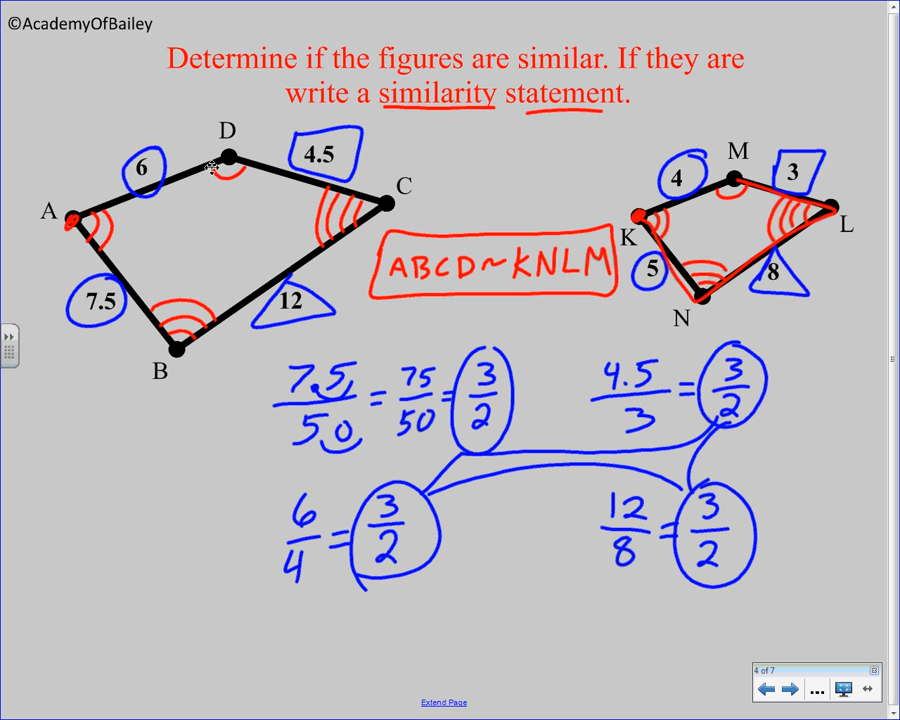 ©AcademyOfBailey
Determine if the figures are similar. If they are
write a similarity statement.
D
6
4.5
A
C
7.5
12
B
ABCD~KNLM
M
4
3
K
L
5
8
N
7.5/50 = 75/50 = 3/2
4.5/3 = 3/2
6/4 = 3/2
12/8 = 3/2
4 of 7
...
Extend Page